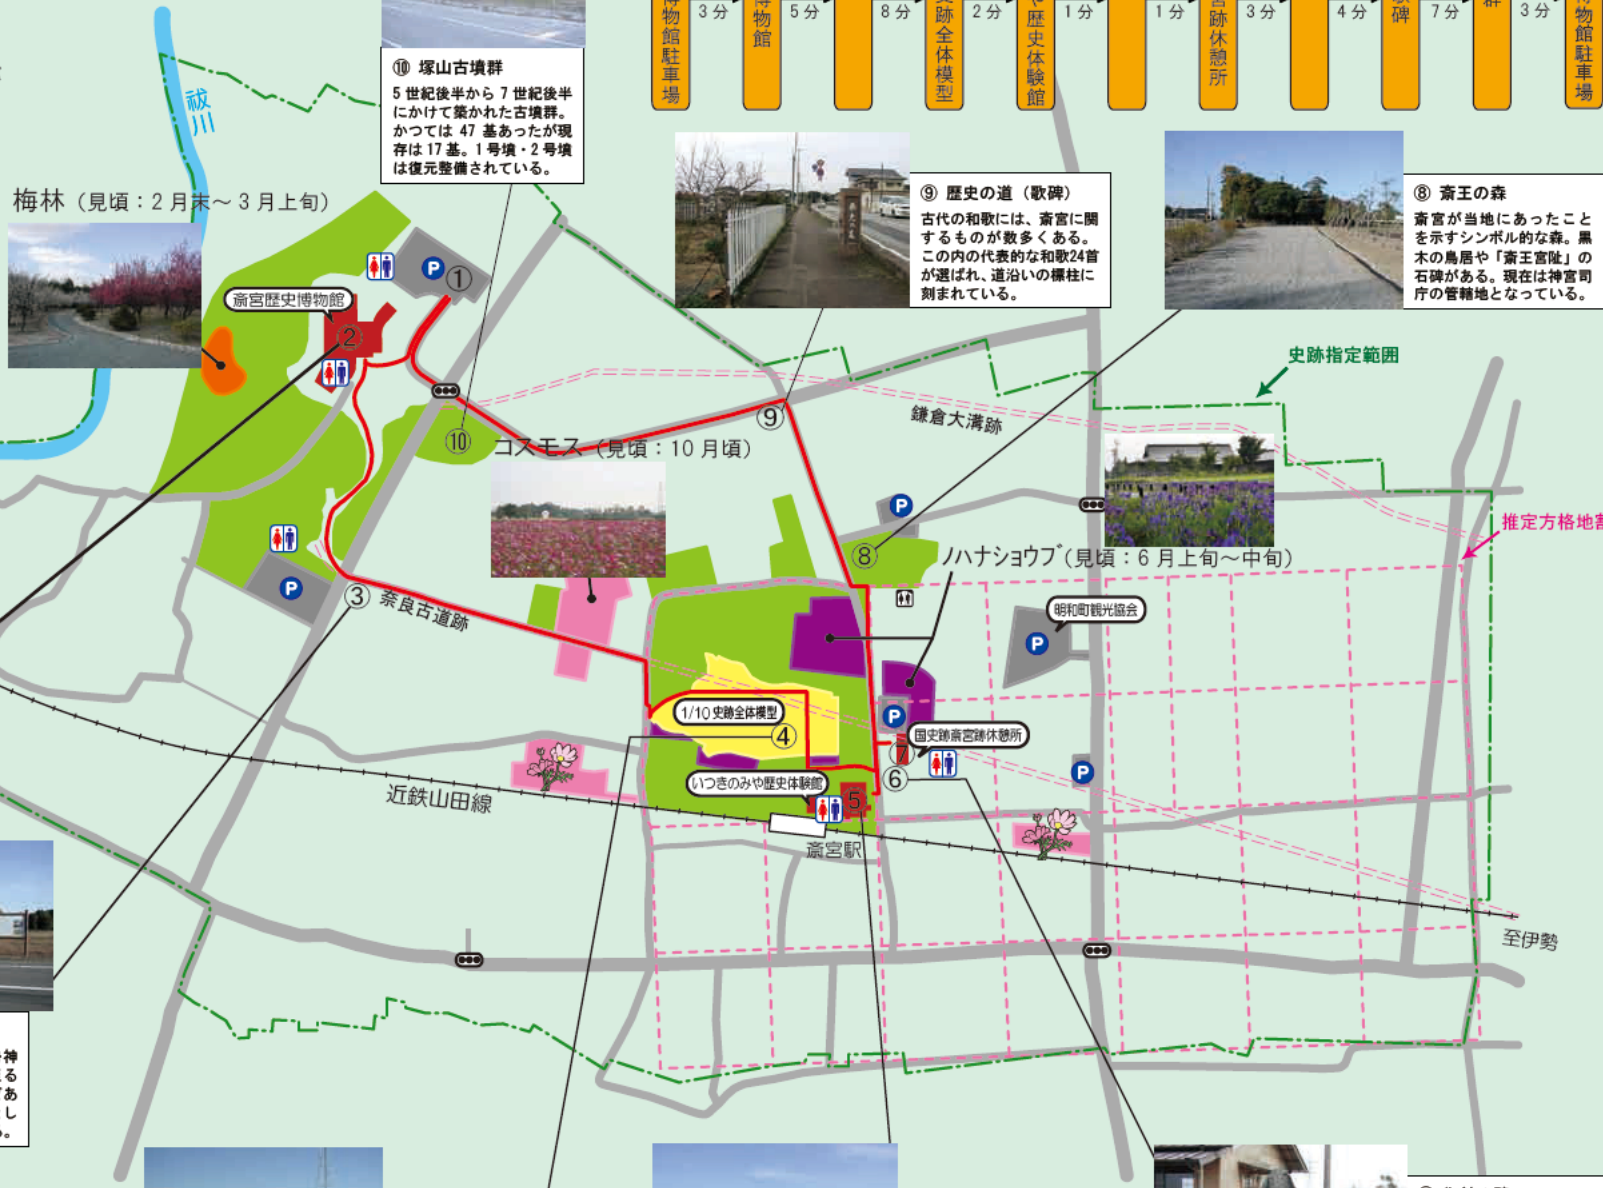 博物館駐車場
3分
博物館
5分
8分
史跡全体模型
2分
や歴史体験館
1分
1分
宮跡休憩所
3分
4分
歌碑
7分
群
3分
博物館駐車場
⑩ 塚山古墳群
5世紀後半から7世紀後半
にかけて築かれた古墳群。
かつては 47 基あったが現
存は17基。1号墳・2号墳
は復元整備されている。
祓川
梅林（見頃：2月末～3月上旬）
⑨ 歴史の道（歌碑）
古代の和歌には、斎宮に関
するものが数多くある。
この内の代表的な和歌24首
が選ばれ、道沿いの標柱に
刻まれている。
⑧ 斎王の森
斎宮が当地にあったこと
を示すシンボル的な森。黒
木の鳥居や「斎王宮阯」の
石碑がある。現在は神宮司
庁の管轄地となっている。
P
①
斎宮歴史博物館
②
史跡指定範囲
⑨
鎌倉大溝跡
⑩
コスモス（見頃：10月頃）
P
推定方格地割
⑧
ノハナショウブ（見頃：6月上旬～中旬）
P
③
奈良古道跡
明和町観光協会
P
1/10史跡全体模型
④
P
国史跡斎宮跡休憩所
⑦
⑥
P
いつきのみや歴史体験館
⑤
近鉄山田線
斎宮駅
至伊勢
神
る
あ
し
。